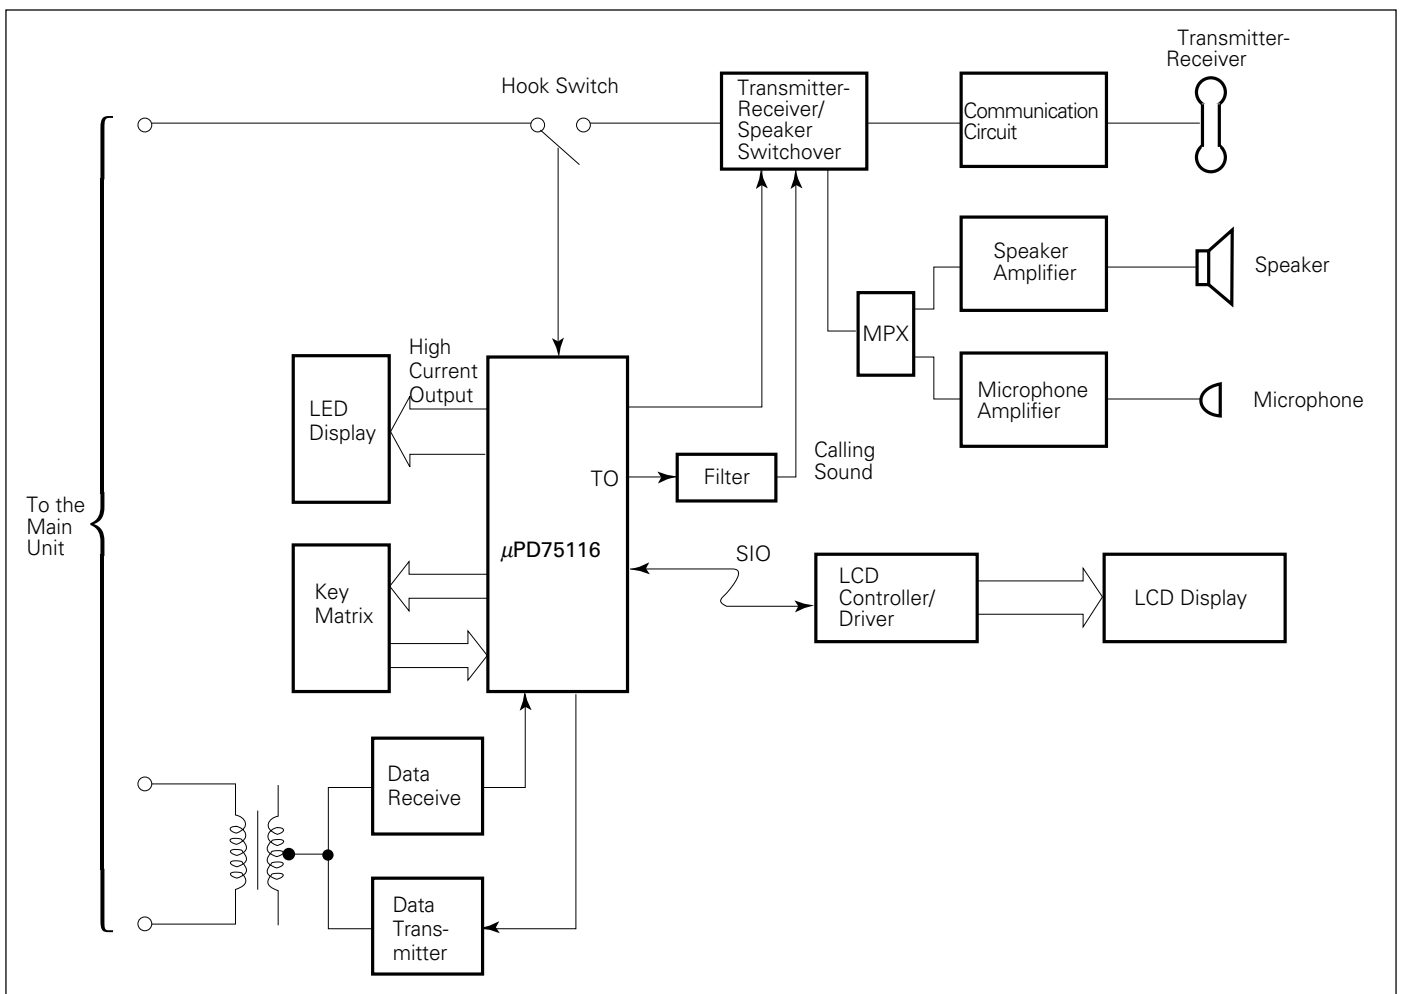 Transmitter-
Receiver
Hook Switch
Transmitter-
Receiver/
Speaker
Switchover
Communication
Circuit
Speaker
Amplifier
Speaker
MPX
High
Current
Output
LED
Display
Microphone
Amplifier
Microphone
Calling
Sound
TO
Filter
To the
Main
Unit
μPD75116
SIO
Key
Matrix
LCD
Controller/
Driver
LCD Display
Data
Receive
Data
Trans-
mitter